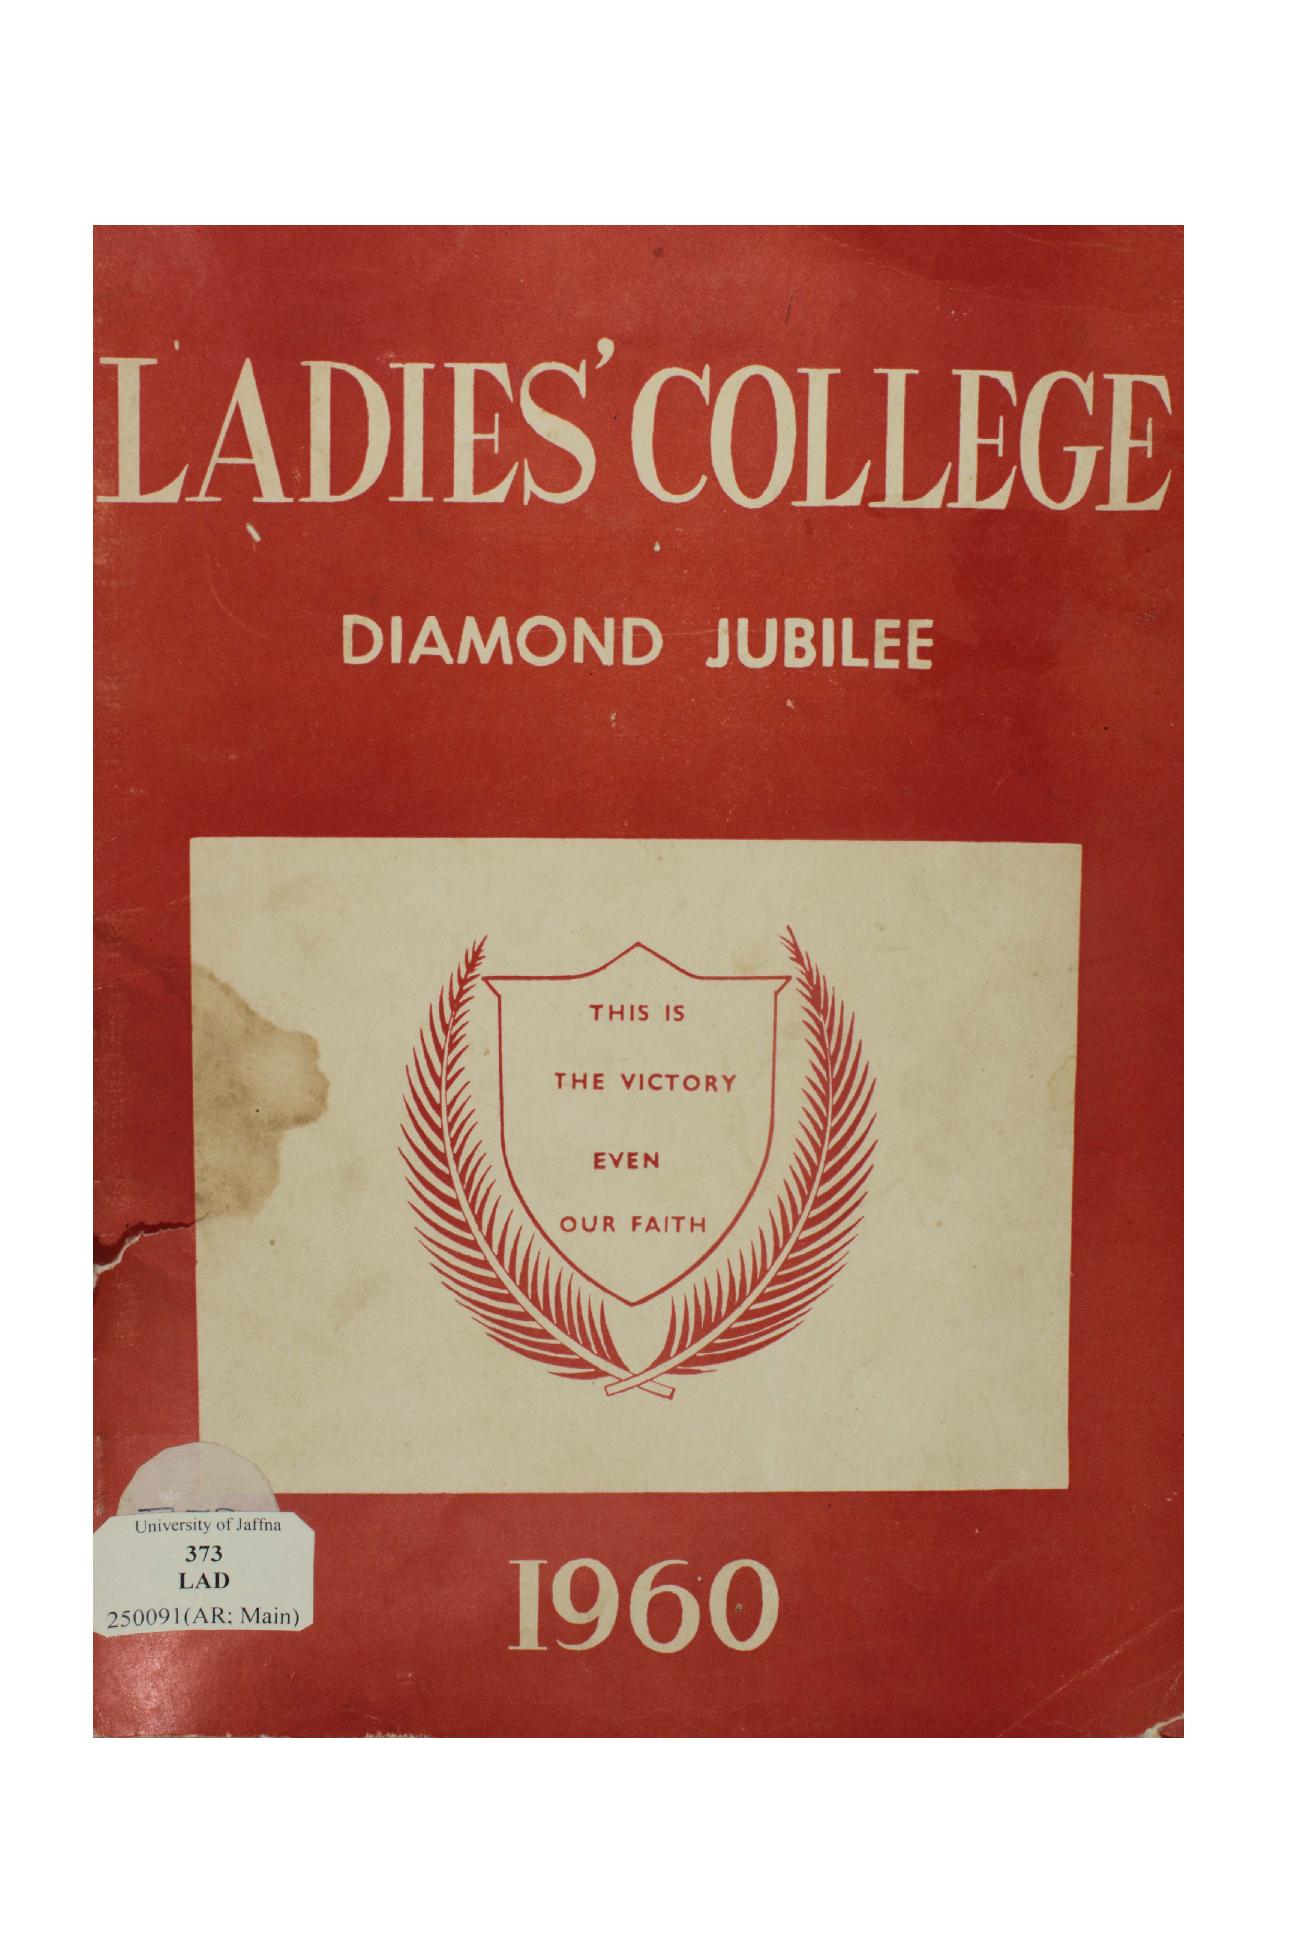 LADIES' COLLEGE
DIAMOND JUBILEE
THIS IS
THE VICTORY
EVEN
OUR FAITH
University of Jaffna
373
LAD
250091(AR; Main)
1960